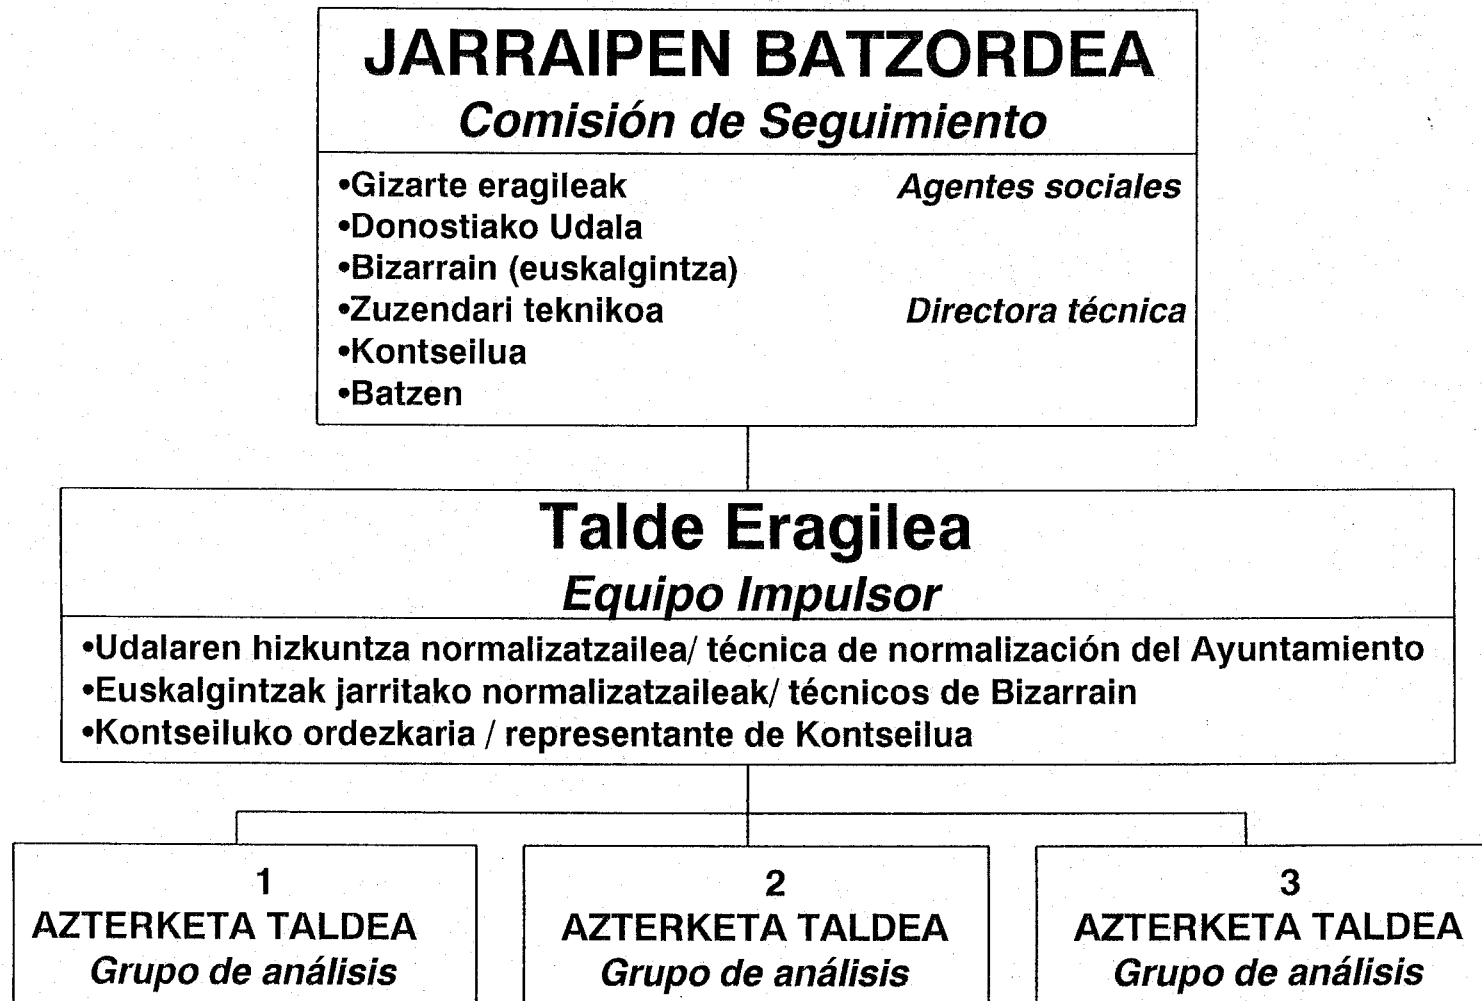 JARRAIPEN BATZORDEA
Comisión de Seguimiento
•Gizarte eragileak Agentes sociales
•Donostiako Udala
•Bizarrain (euskalgintza)
•Zuzendari teknikoa Directora técnica
•Kontseilua
•Batzen
Talde Eragilea
Equipo Impulsor
•Udalaren hizkuntza normalizatzailea/ técnica de normalización del Ayuntamiento
•Euskalgintzak jarritako normalizatzaileak/ técnicos de Bizarrain
•Kontseiluko ordezkaria / representante de Kontseilua
1
AZTERKETA TALDEA
Grupo de análisis
2
AZTERKETA TALDEA
Grupo de análisis
3
AZTERKETA TALDEA
Grupo de análisis